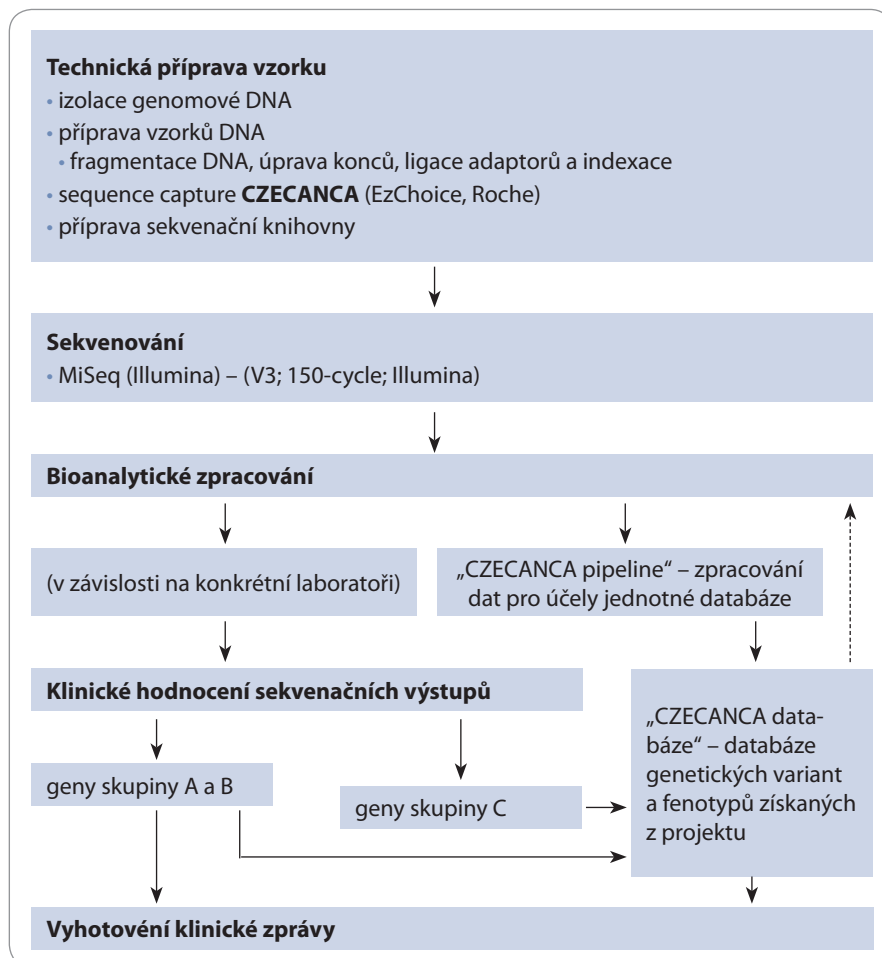 Technická příprava vzorku
• izolace genomové DNA
• příprava vzorků DNA
• fragmentace DNA, úprava konců, ligace adaptorů a indexace
• sequence capture CZECANCA (EzChoice, Roche)
• příprava sekvenační knihovny
Sekvenování
• MiSeq (Illumina) – (V3; 150-cycle; Illumina)
Bioanalytické zpracování
(v závislosti na konkrétní laboratoři)
„CZECANCA pipeline“ – zpracování
dat pro účely jednotné databáze
Klinické hodnocení sekvenačních výstupů
„CZECANCA data-
báze“ – databáze
genetických variant
a fenotypů získaných
z projektu
geny skupiny A a B
geny skupiny C
Vyhotovení klinické zprávy